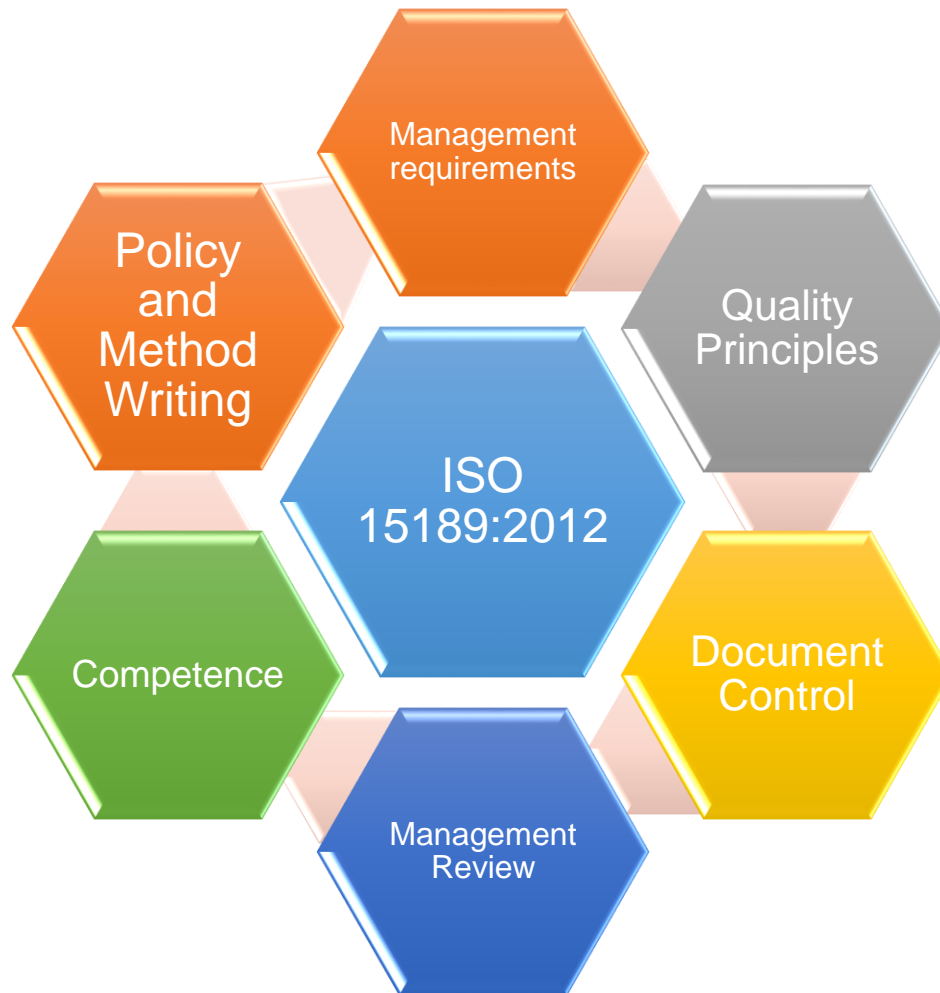 Management
requirements
Policy
and
Method
Writing
Quality
Principles
ISO
15189:2012
Competence
Document
Control
Management
Review